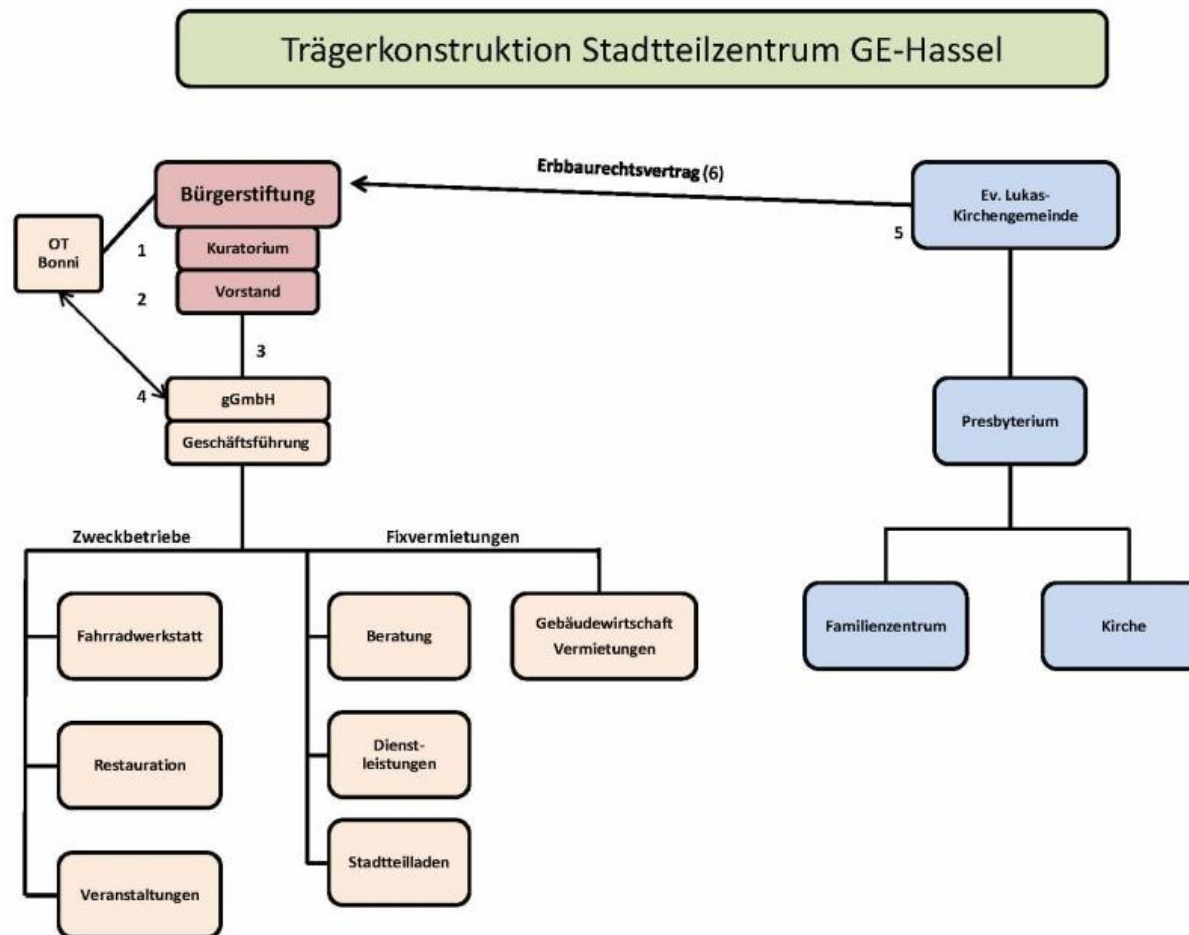 Trägerkonstruktion Stadtteilzentrum GE-Hassel
Erbbaurechtsvertrag (6)
Bürgerstiftung
Ev. Lukas-
Kirchengemeinde
OT
Bonni
1
Kuratorium
5
2
Vorstand
3
4
gGmbH
Geschäftsführung
Presbyterium
Zweckbetriebe
Fixvermietungen
Fahrradwerkstatt
Beratung
Gebäudewirtschaft
Vermietungen
Familienzentrum
Kirche
Restauration
Dienst-
leistungen
Veranstaltungen
Stadtteilladen